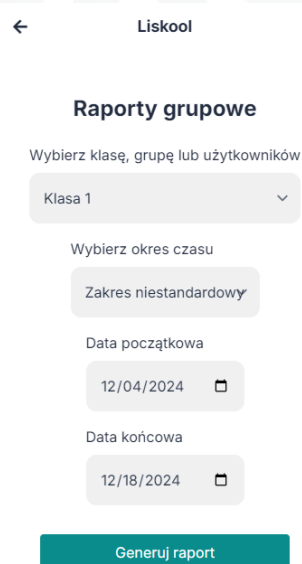 Liskool
Raporty grupowe
Wybierz klasę, grupę lub użytkowników
Klasa 1
Wybierz okres czasu
Zakres niestandardowy
Data początkowa
12/04/2024
Data końcowa
12/18/2024
Generuj raport